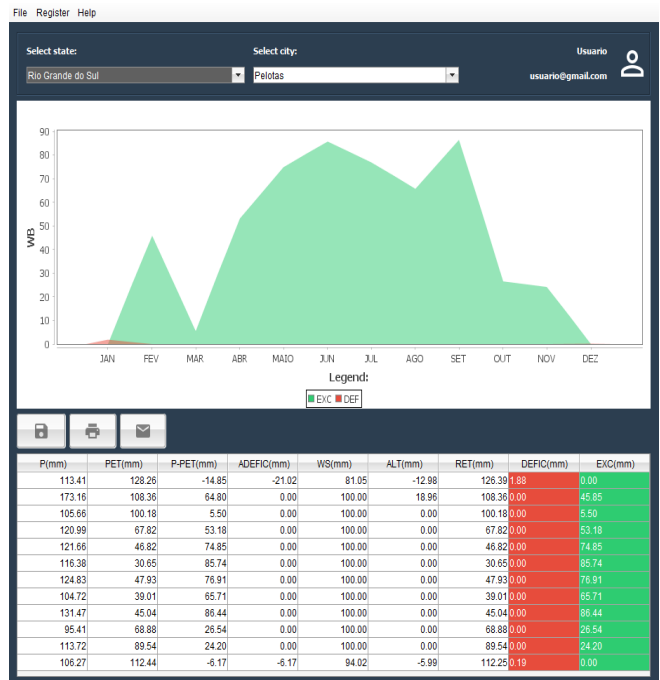 File Register Help
Select state: Select city: Usuario
Rio Grande do Sul Pelotas usuario@gmail.com
90
80
70
60
50
40
30
20
10
0
WB
JAN FEV MAR ABR MAIO JUN JUL AGO SET OUT NOV DEZ
Legend:
EXC DEF
P(mm) PET(mm) P-PET(mm) ADEFIC(mm) WS(mm) ALT(mm) RET(mm) DEFIC(mm) EXC(mm)
113.41 128.26 -14.85 -21.02 81.05 -12.98 126.39 1.88 0.00
173.16 108.36 64.80 0.00 100.00 18.96 108.36 0.00 45.85
105.66 100.18 5.50 0.00 100.00 0.00 100.18 0.00 5.50
120.99 67.82 53.18 0.00 100.00 0.00 67.82 0.00 53.18
121.66 46.82 74.85 0.00 100.00 0.00 46.82 0.00 74.85
116.38 30.65 85.74 0.00 100.00 0.00 30.65 0.00 85.74
124.83 47.93 76.91 0.00 100.00 0.00 47.93 0.00 76.91
104.72 39.01 65.71 0.00 100.00 0.00 39.01 0.00 65.71
131.47 45.04 86.44 0.00 100.00 0.00 45.04 0.00 86.44
95.41 68.88 26.54 0.00 100.00 0.00 68.88 0.00 26.54
113.72 89.54 24.20 0.00 100.00 0.00 89.54 0.00 24.20
106.27 112.44 -6.17 -6.17 94.02 -5.99 112.25 0.19 0.00